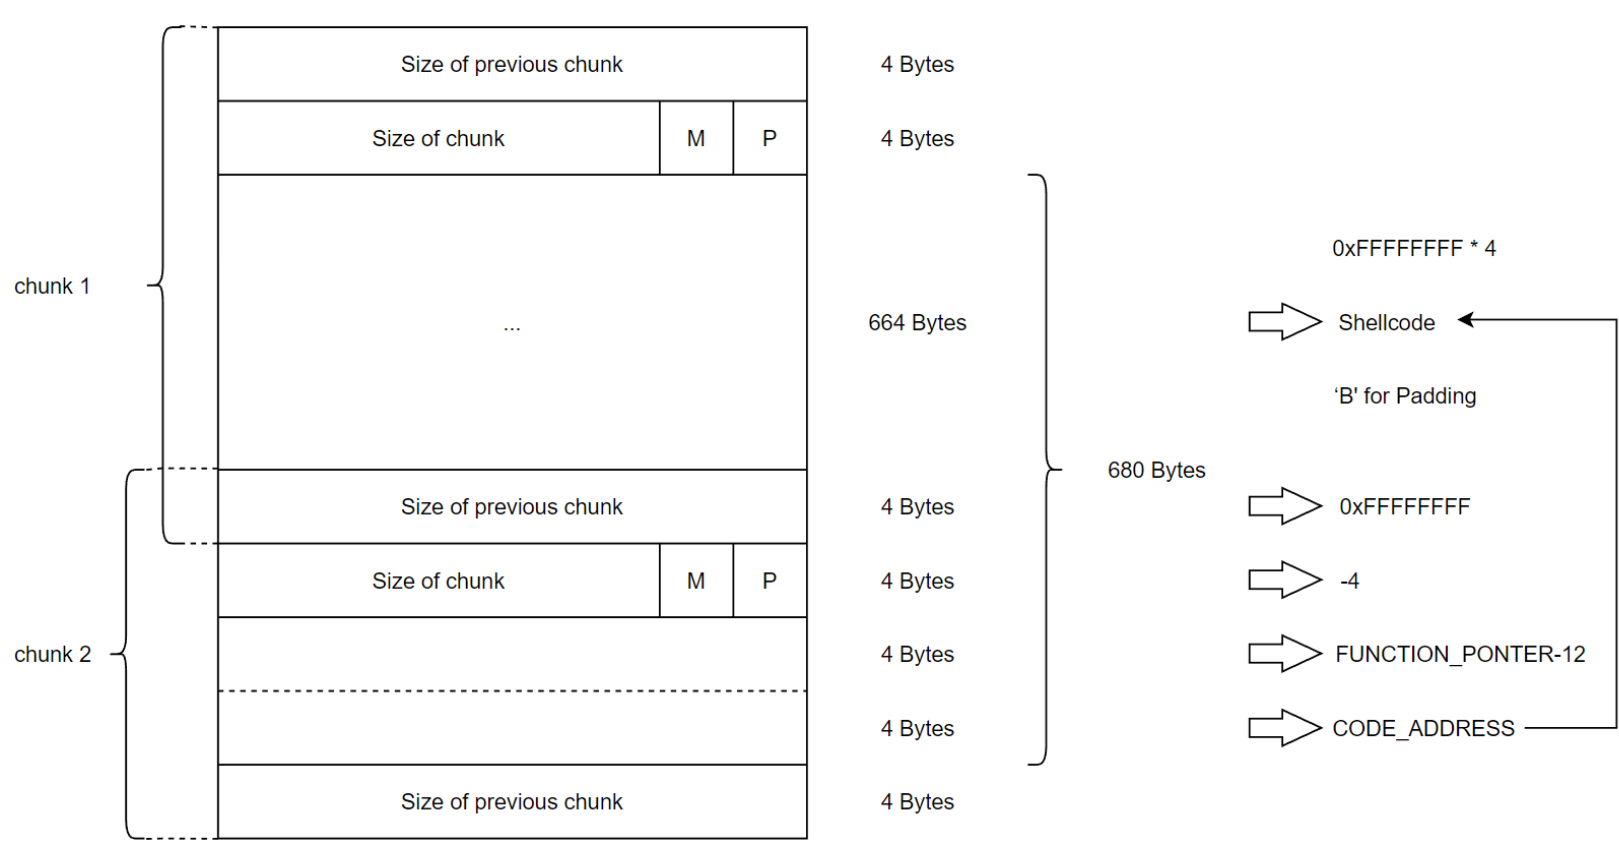 Size of previous chunk
4 Bytes
Size of chunk
M
P
4 Bytes
0xFFFFFFFF * 4
chunk 1
...
664 Bytes
Shellcode
‘B' for Padding
680 Bytes
Size of previous chunk
4 Bytes
0xFFFFFFFF
Size of chunk
M
P
4 Bytes
-4
chunk 2
4 Bytes
FUNCTION_PONTER-12
4 Bytes
CODE_ADDRESS
Size of previous chunk
4 Bytes